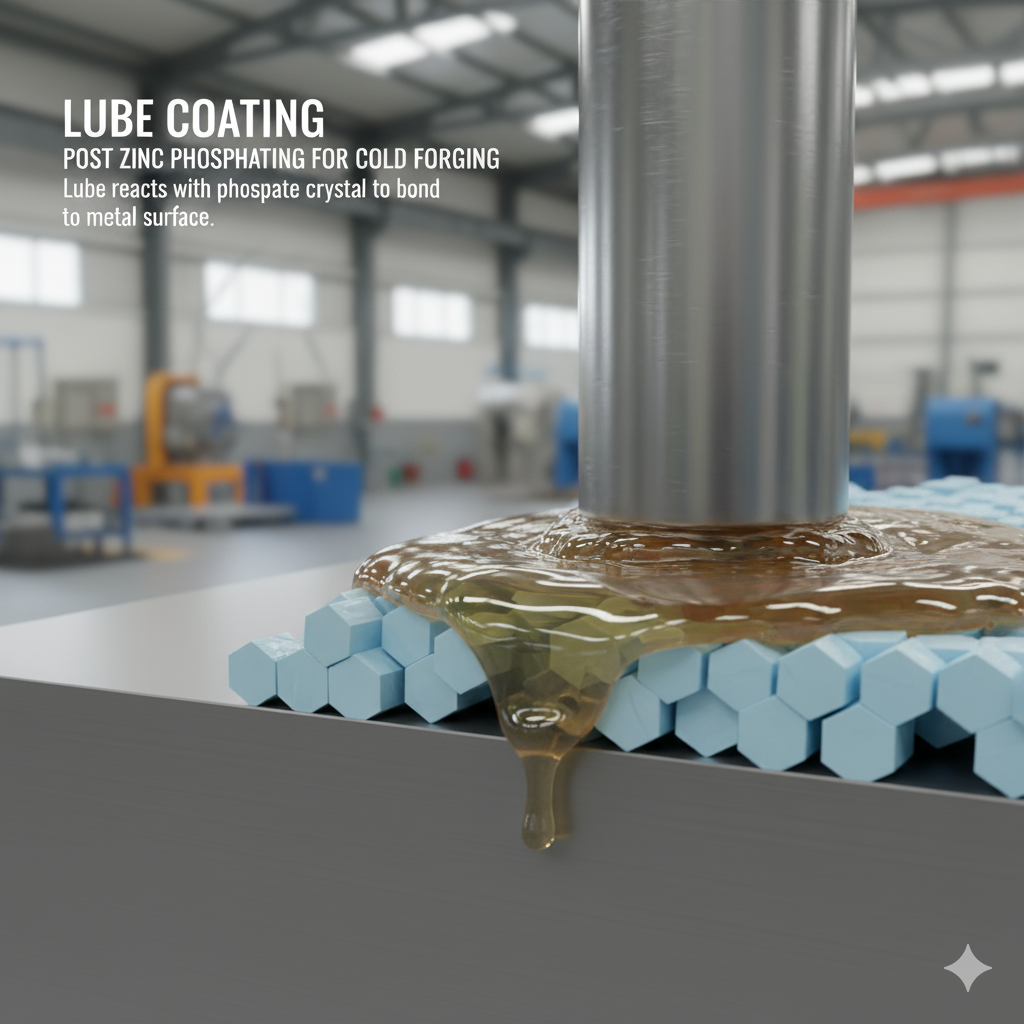 LUBE COATING
POST ZINC PHOSPHATING FOR COLD FORGING
Lube reacts with phospate crystal to bond
to metal surface.